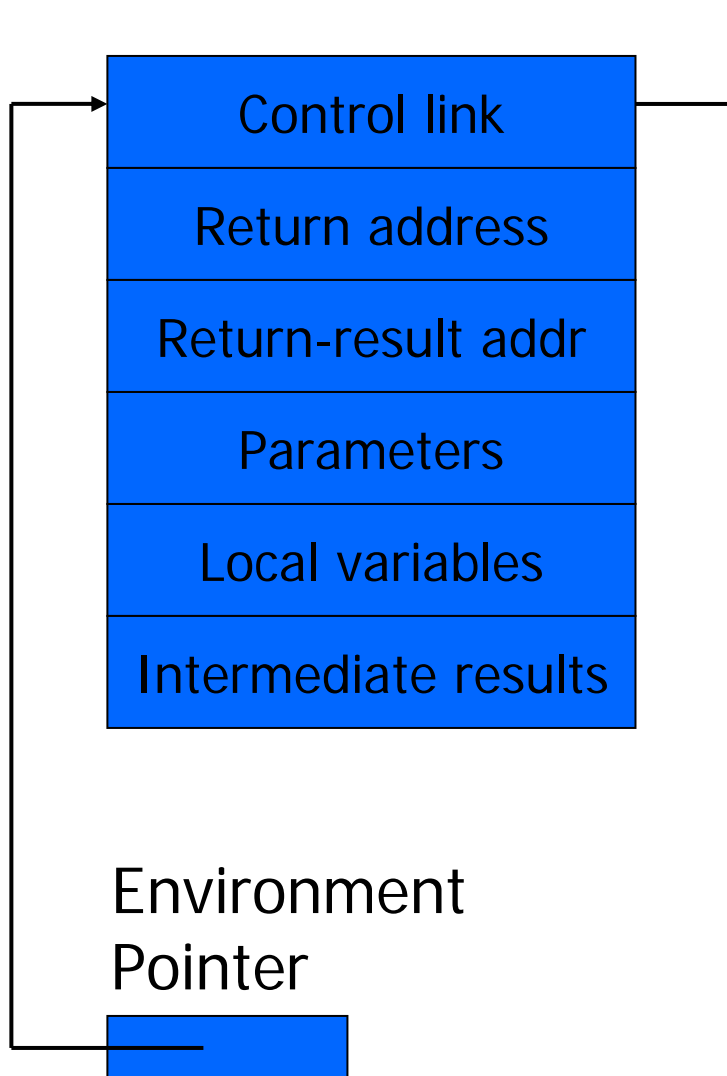 Control link
Return address
Return-result addr
Parameters
Local variables
Intermediate results
Environment
Pointer